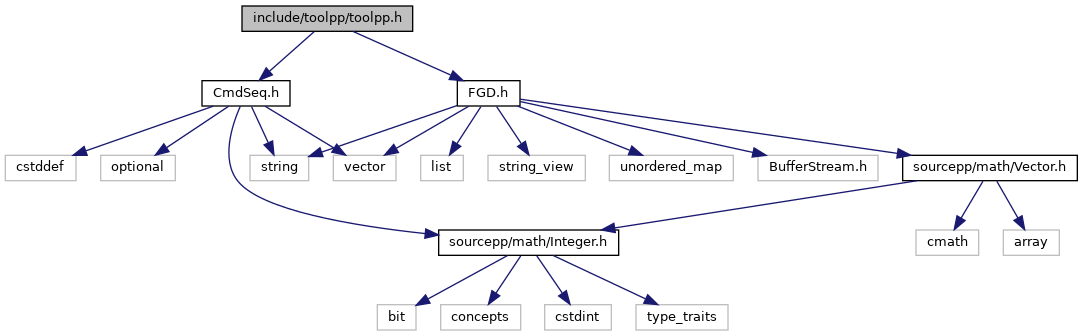 include/toolpp/toolpp.h
CmdSeq.h
FGD.h
cstddef
optional
string
vector
list
string_view
unordered_map
BufferStream.h
sourcepp/math/Vector.h
sourcepp/math/Integer.h
cmath
array
bit
concepts
cstdint
type_traits